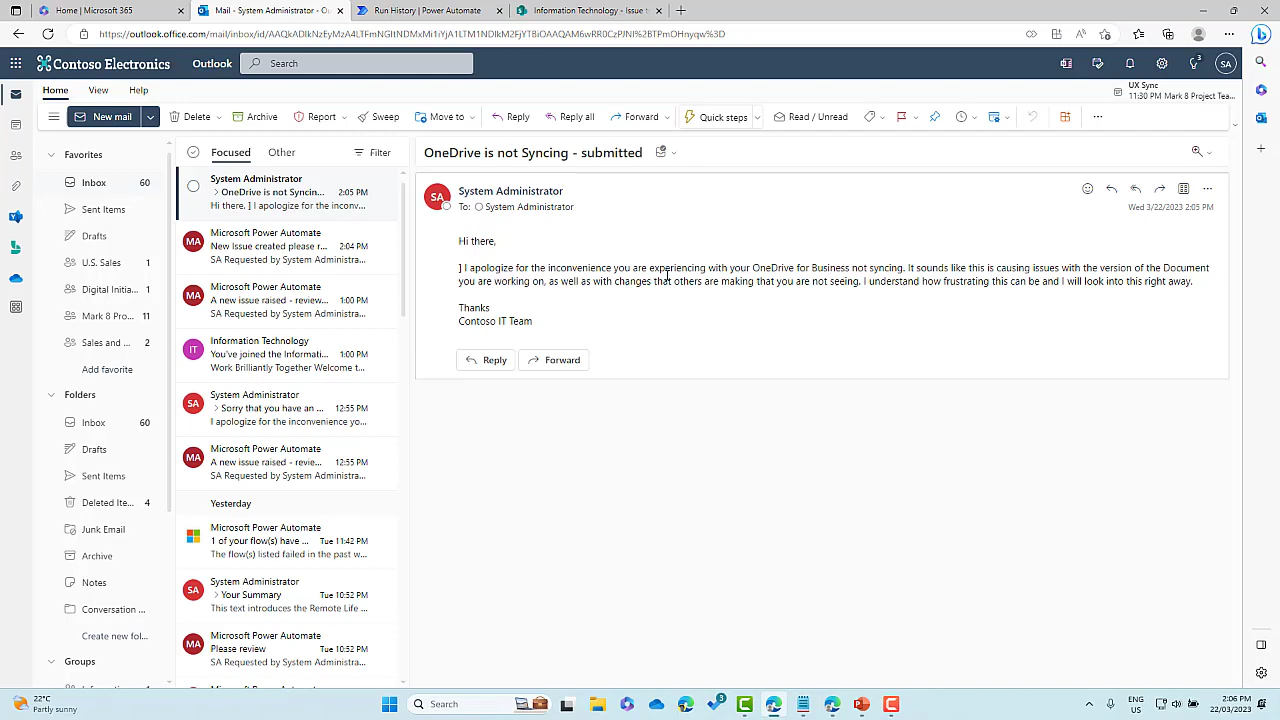 Home | Microsoft 365
Mail - System Administrator - Ou
Run History | Power Automate
Information Technology - Issue t
Contoso Electronics
Outlook
Search
3
SA
Home
View
Help
UX Sync
11:30 PM Mark 8 Project Tea...
New mail
Delete
Archive
Report
Sweep
Move to
Reply
Reply all
Forward
Quick steps
Read / Unread
Favorites
Inbox 60
Sent Items
Drafts
U.S. Sales 1
Digital Initia... 1
Mark 8 Pro... 11
Sales and ... 2
Add favorite
Folders
Inbox 60
Drafts
Sent Items
Deleted Ite... 4
Junk Email
Archive
Notes
Conversation ...
Create new fol...
Groups
Focused
Other
Filter
System Administrator
OneDrive is not Syncin... 2:05 PM
Hi there, ] I apologize for the inconv...
MA
Microsoft Power Automate
New Issue created please r... 2:04 PM
SA Requested by System Administra...
MA
Microsoft Power Automate
A new issue raised - revie... 1:00 PM
SA Requested by System Administra...
IT
Information Technology
You've joined the Informati... 1:00 PM
Work Brilliantly Together Welcome t...
SA
System Administrator
Sorry that you have an ... 12:55 PM
I apologize for the inconvenience yo...
MA
Microsoft Power Automate
A new issue raised - revie... 12:55 PM
SA Requested by System Administra...
Yesterday
Microsoft Power Automate
1 of your flow(s) have ... Tue 11:42 PM
The flow(s) listed failed in the past w...
SA
System Administrator
Your Summary Tue 10:52 PM
This text introduces the Remote Life ...
MA
Microsoft Power Automate
Please review Tue 10:52 PM
SA Requested by System Administra...
OneDrive is not Syncing - submitted
SA
System Administrator
To: System Administrator
Wed 3/22/2023 2:05 PM
Hi there,
] I apologize for the inconvenience you are experiencing with your OneDrive for Business not syncing. It sounds like this is causing issues with the version of the Document
you are working on, as well as with changes that others are making that you are not seeing. I understand how frustrating this can be and I will look into this right away.
Thanks
Contoso IT Team
Reply
Forward
22°C
Partly sunny
Search
3
ENG
US
2:06 PM
22/03/2023